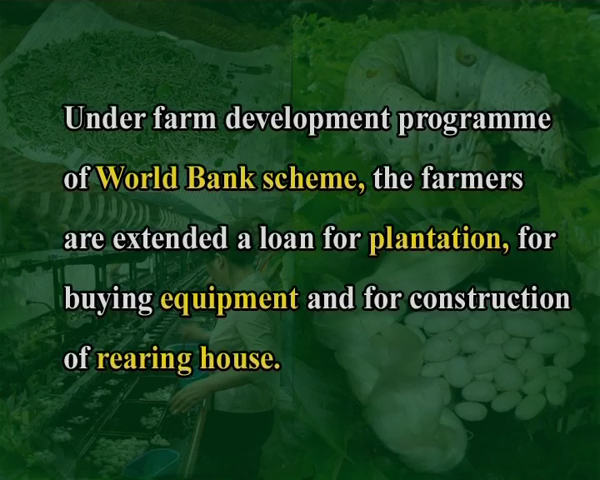 Under farm development programme
of World Bank scheme, the farmers
are extended a loan for plantation, for
buying equipment and for construction
of rearing house.